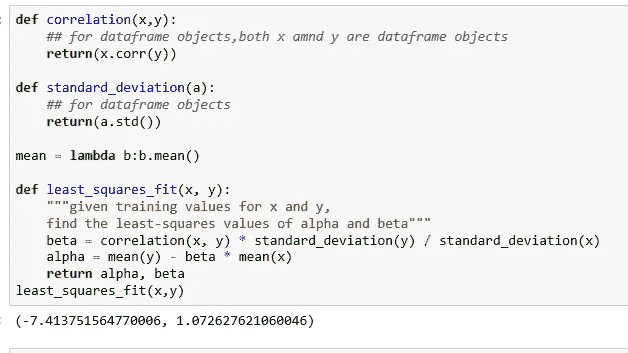 def correlation(x,y):
    ## for dataframe objects,both x amnd y are dataframe objects
    return(x.corr(y))
def standard_deviation(a):
    ## for dataframe objects
    return(a.std())
mean = lambda b:b.mean()
def least_squares_fit(x, y):
    """given training values for x and y,
    find the least-squares values of alpha and beta"""
    beta = correlation(x, y) * standard_deviation(y) / standard_deviation(x)
    alpha = mean(y) - beta * mean(x)
    return alpha, beta
least_squares_fit(x,y)
(-7.413751564770006, 1.072627621060046)